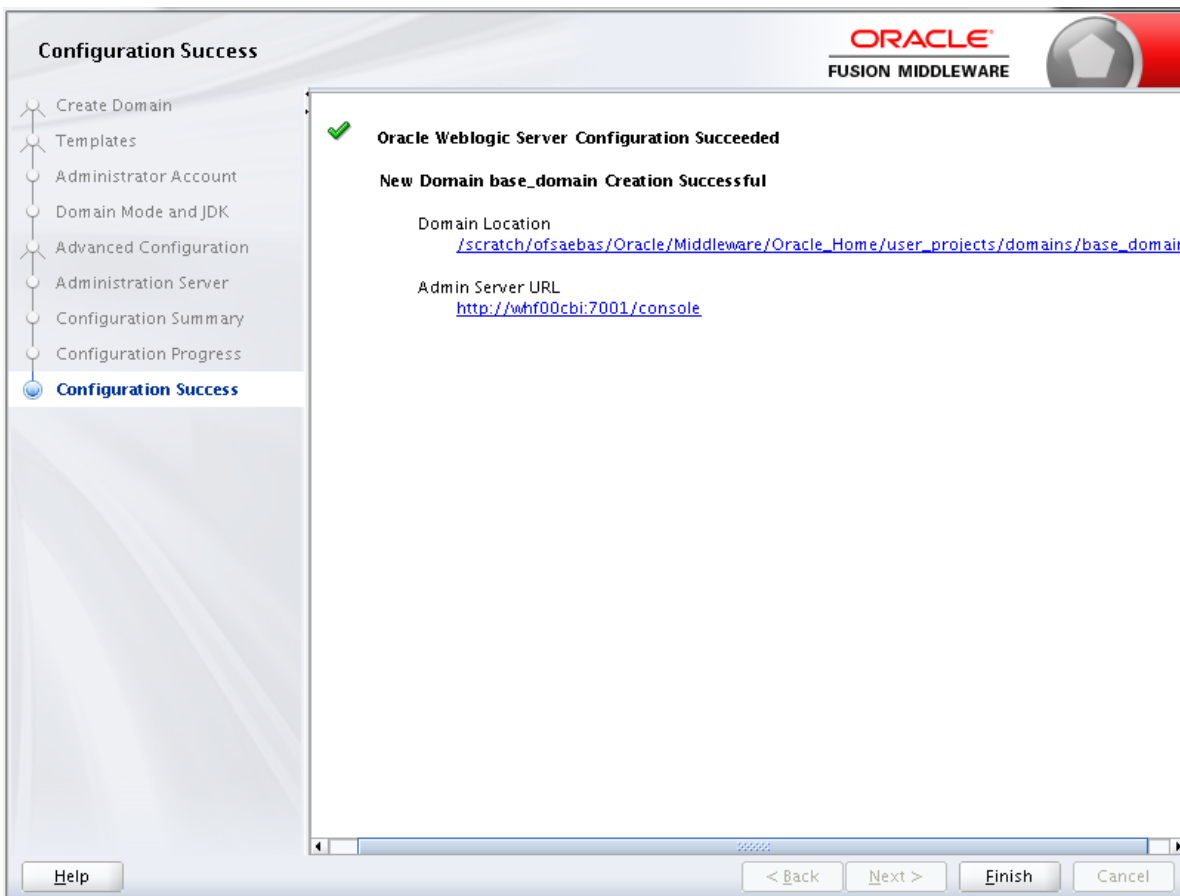 Configuration Success
ORACLE
FUSION MIDDLEWARE
Create Domain
Templates
Administrator Account
Domain Mode and JDK
Advanced Configuration
Administration Server
Configuration Summary
Configuration Progress
Configuration Success
Oracle Weblogic Server Configuration Succeeded
New Domain base_domain Creation Successful
Domain Location
/scratch/ofsaebas/Oracle/Middleware/Oracle_Home/user_projects/domains/base_domain
Admin Server URL
http://whf00cbi:7001/console
Help
< Back
Next >
Finish
Cancel